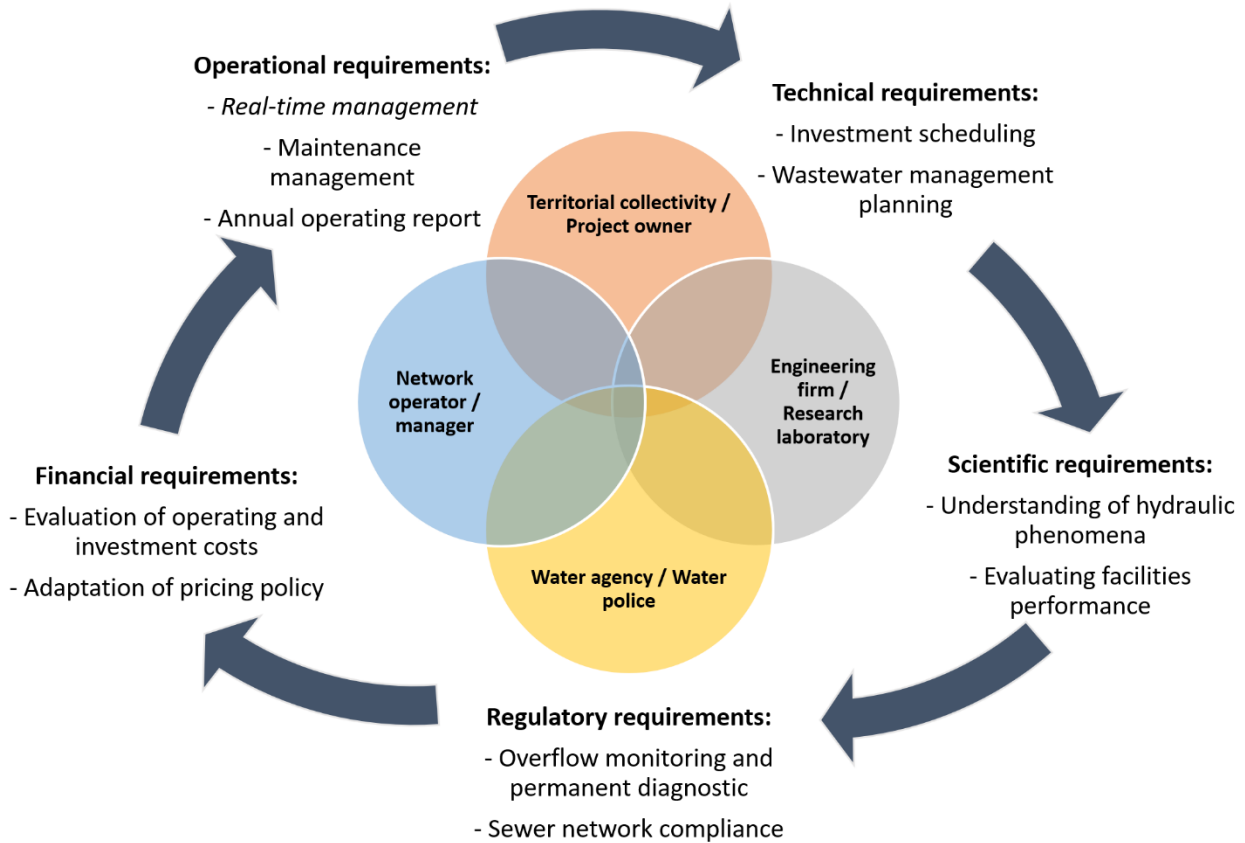 Operational requirements:
- Real-time management
- Maintenance
management
- Annual operating report
Technical requirements:
- Investment scheduling
- Wastewater management
planning
Territorial collectivity /
Project owner
Network
operator /
manager
Engineering
firm /
Research
laboratory
Water agency / Water
police
Financial requirements:
- Evaluation of operating and
investment costs
- Adaptation of pricing policy
Scientific requirements:
- Understanding of hydraulic
phenomena
- Evaluating facilities
performance
Regulatory requirements:
- Overflow monitoring and
permanent diagnostic
- Sewer network compliance